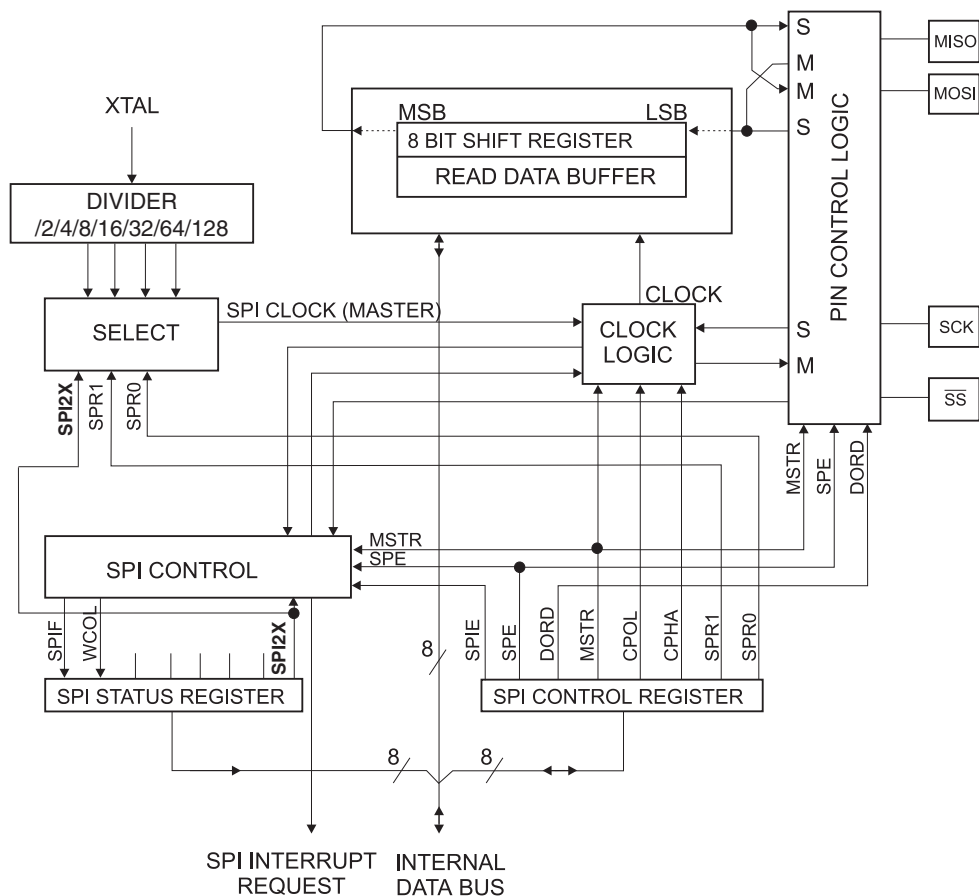 S
MISO
M
MOSI
XTAL
M
MSB
LSB
S
8 BIT SHIFT REGISTER
DIVIDER
/2/4/8/16/32/64/128
READ DATA BUFFER
PIN CONTROL LOGIC
SPI CLOCK (MASTER)
CLOCK
SELECT
CLOCK
LOGIC
S
SCK
M
SPI2X
SPR1
SPR0
SS
MSTR
SPE
DORD
MSTR
SPE
SPI CONTROL
SPIF
WCOL
SPI2X
8
SPIE
SPE
DORD
MSTR
CPOL
CPHA
SPR1
SPR0
SPI STATUS REGISTER
SPI CONTROL REGISTER
8
8
SPI INTERRUPT
REQUEST
INTERNAL
DATA BUS